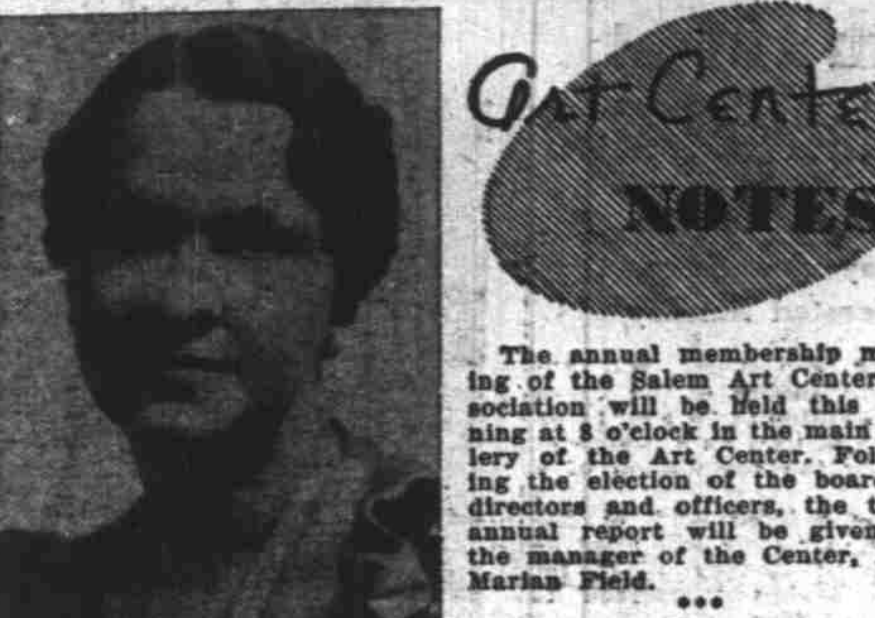 Art Cente
NOTES
The annual membership m
ing of the Salem Art Center
sociation will be held this
ning at 8 o'clock in the main
lery of the Art Center. Fol
ing the election of the boar
directors and officers, the t
annual report will be given
the manager of the Center,
Marian Field.
•••